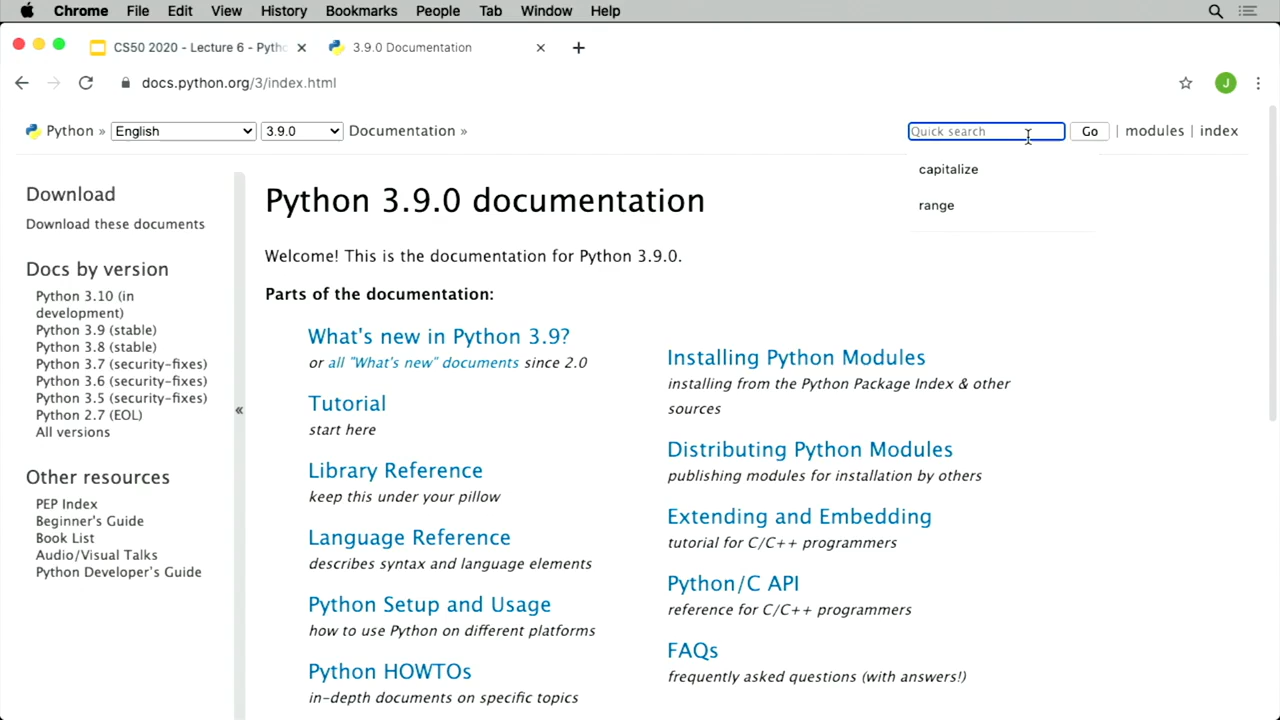 Chrome File Edit View History Bookmarks People Tab Window Help
CS50 2020 - Lecture 6 - Pytho
3.9.0 Documentation
docs.python.org/3/index.html
J
Python » English 3.9.0 Documentation »
Quick search Go | modules | index
capitalize
range
Download
Download these documents
Docs by version
Python 3.10 (in
development)
Python 3.9 (stable)
Python 3.8 (stable)
Python 3.7 (security-fixes)
Python 3.6 (security-fixes)
Python 3.5 (security-fixes)
Python 2.7 (EOL)
All versions
Other resources
PEP Index
Beginner's Guide
Book List
Audio/Visual Talks
Python Developer's Guide
«
Python 3.9.0 documentation
Welcome! This is the documentation for Python 3.9.0.
Parts of the documentation:
What's new in Python 3.9?
or all "What's new" documents since 2.0
Tutorial
start here
Library Reference
keep this under your pillow
Language Reference
describes syntax and language elements
Python Setup and Usage
how to use Python on different platforms
Python HOWTOs
in-depth documents on specific topics
Installing Python Modules
installing from the Python Package Index & other
sources
Distributing Python Modules
publishing modules for installation by others
Extending and Embedding
tutorial for C/C++ programmers
Python/C API
reference for C/C++ programmers
FAQs
frequently asked questions (with answers!)